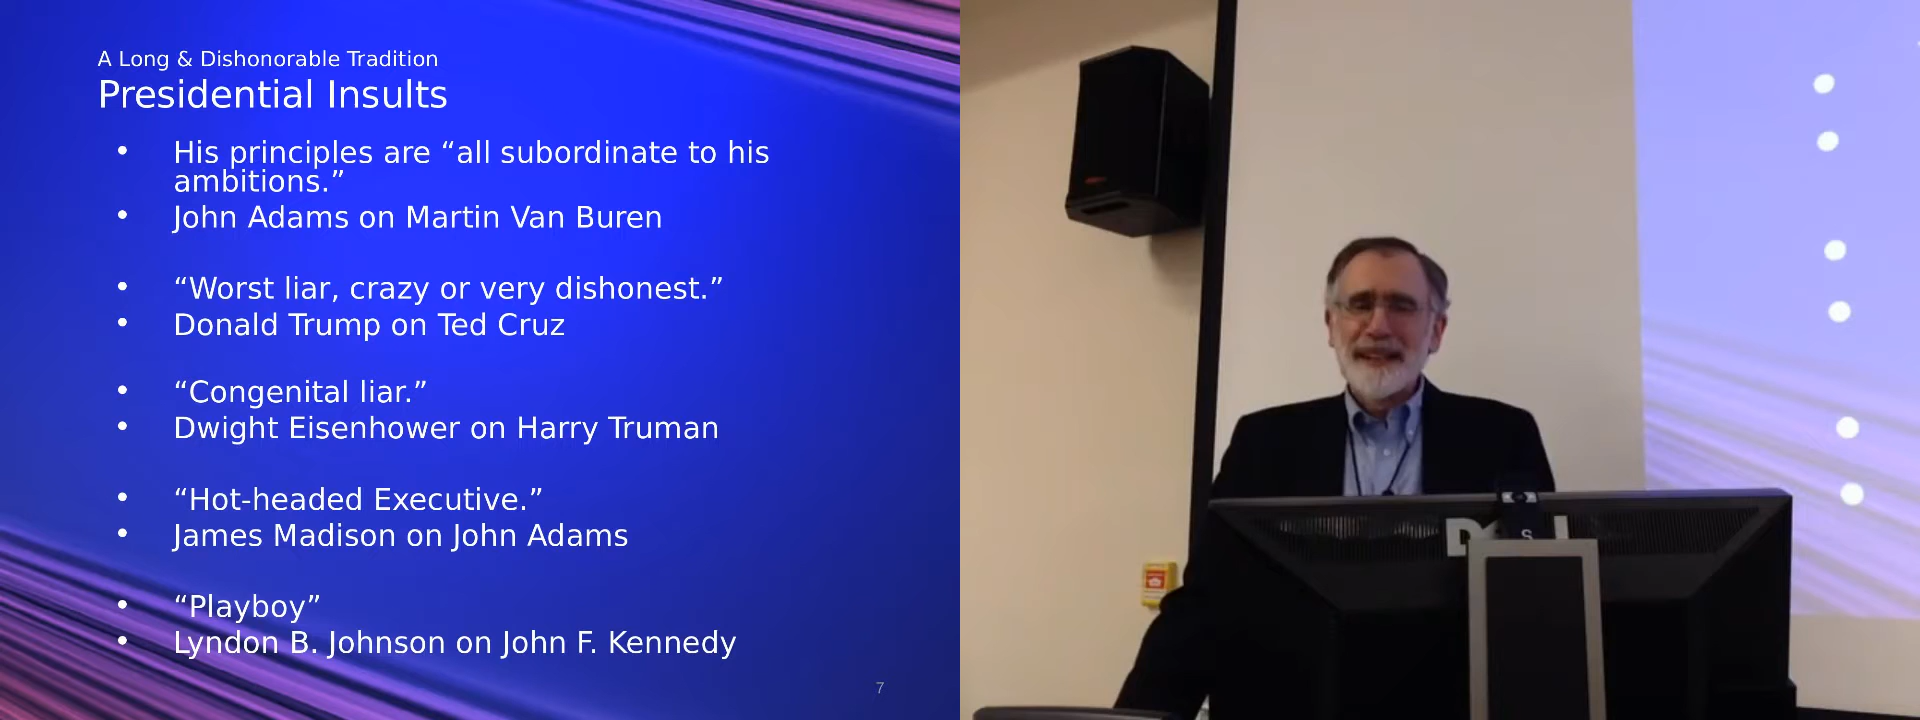 A Long & Dishonorable Tradition
Presidential Insults
• His principles are “all subordinate to his
ambitions.”
• John Adams on Martin Van Buren
• “Worst liar, crazy or very dishonest.”
• Donald Trump on Ted Cruz
• “Congenital liar.”
• Dwight Eisenhower on Harry Truman
• “Hot-headed Executive.”
• James Madison on John Adams
• “Playboy”
• Lyndon B. Johnson on John F. Kennedy
7